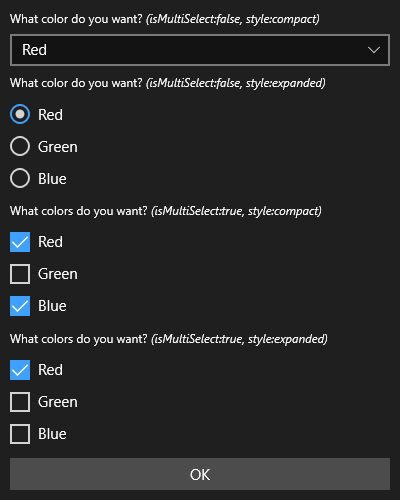 What color do you want? (isMultiSelect:false, style:compact)
Red
What color do you want? (isMultiSelect:false, style:expanded)
Red
Green
Blue
What colors do you want? (isMultiSelect:true, style:compact)
Red
Green
Blue
What colors do you want? (isMultiSelect:true, style:expanded)
Red
Green
Blue
OK